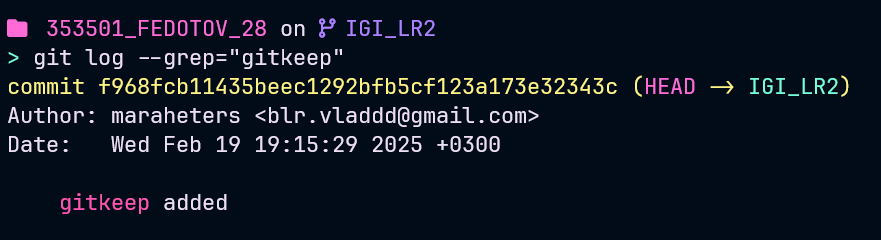 353501_FEDOTOV_28 on IGI_LR2
> git log --grep="gitkeep"
commit f968fcb11435beec1292bfb5cf123a173e32343c (HEAD -> IGI_LR2)
Author: maraheters <blr.vladdd@gmail.com>
Date:   Wed Feb 19 19:15:29 2025 +0300
    gitkeep added